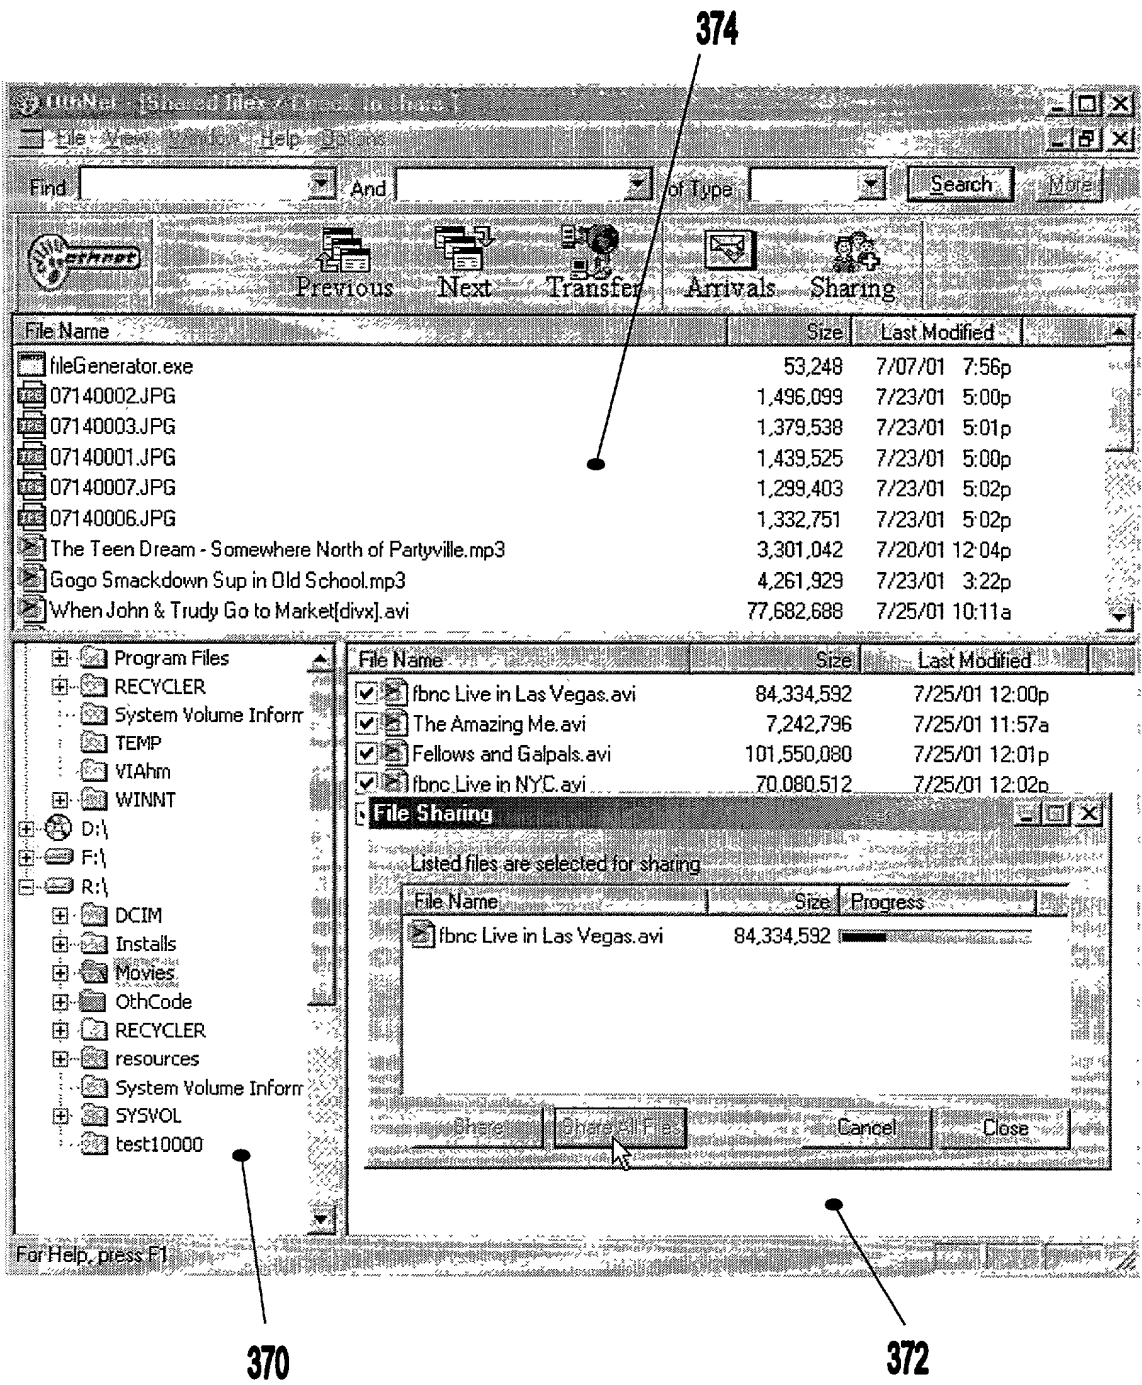 374
OthNet - [Shared files / Check to share]
File View Window Help Options
Find And of Type Search More
othnet
Previous Next Transfer Arrivals Sharing
File Name Size Last Modified
fileGenerator.exe 53,248 7/07/01 7:56p
07140002.JPG 1,496,099 7/23/01 5:00p
07140003.JPG 1,379,538 7/23/01 5:01p
07140001.JPG 1,439,525 7/23/01 5:00p
07140007.JPG 1,299,403 7/23/01 5:02p
07140006.JPG 1,332,751 7/23/01 5:02p
The Teen Dream - Somewhere North of Partyville.mp3 3,301,042 7/20/01 12:04p
Gogo Smackdown Sup in Old School.mp3 4,261,929 7/23/01 3:22p
When John & Trudy Go to Market[divx].avi 77,682,688 7/25/01 10:11a
Program Files
RECYCLER
System Volume Inform
TEMP
VIAhm
WINNT
D:\
F:\
R:\
DCIM
Installs
Movies
OthCode
RECYCLER
resources
System Volume Inform
SYSVOL
test10000
File Name Size Last Modified
fbnc Live in Las Vegas.avi 84,334,592 7/25/01 12:00p
The Amazing Me.avi 7,242,796 7/25/01 11:57a
Fellows and Galpals.avi 101,550,080 7/25/01 12:01p
fbnc Live in NYC.avi 70,080,512 7/25/01 12:02p
File Sharing
Listed files are selected for sharing
File Name Size Progress
fbnc Live in Las Vegas.avi 84,334,592
Share Share All Files Cancel Close
For Help, press F1
370
372